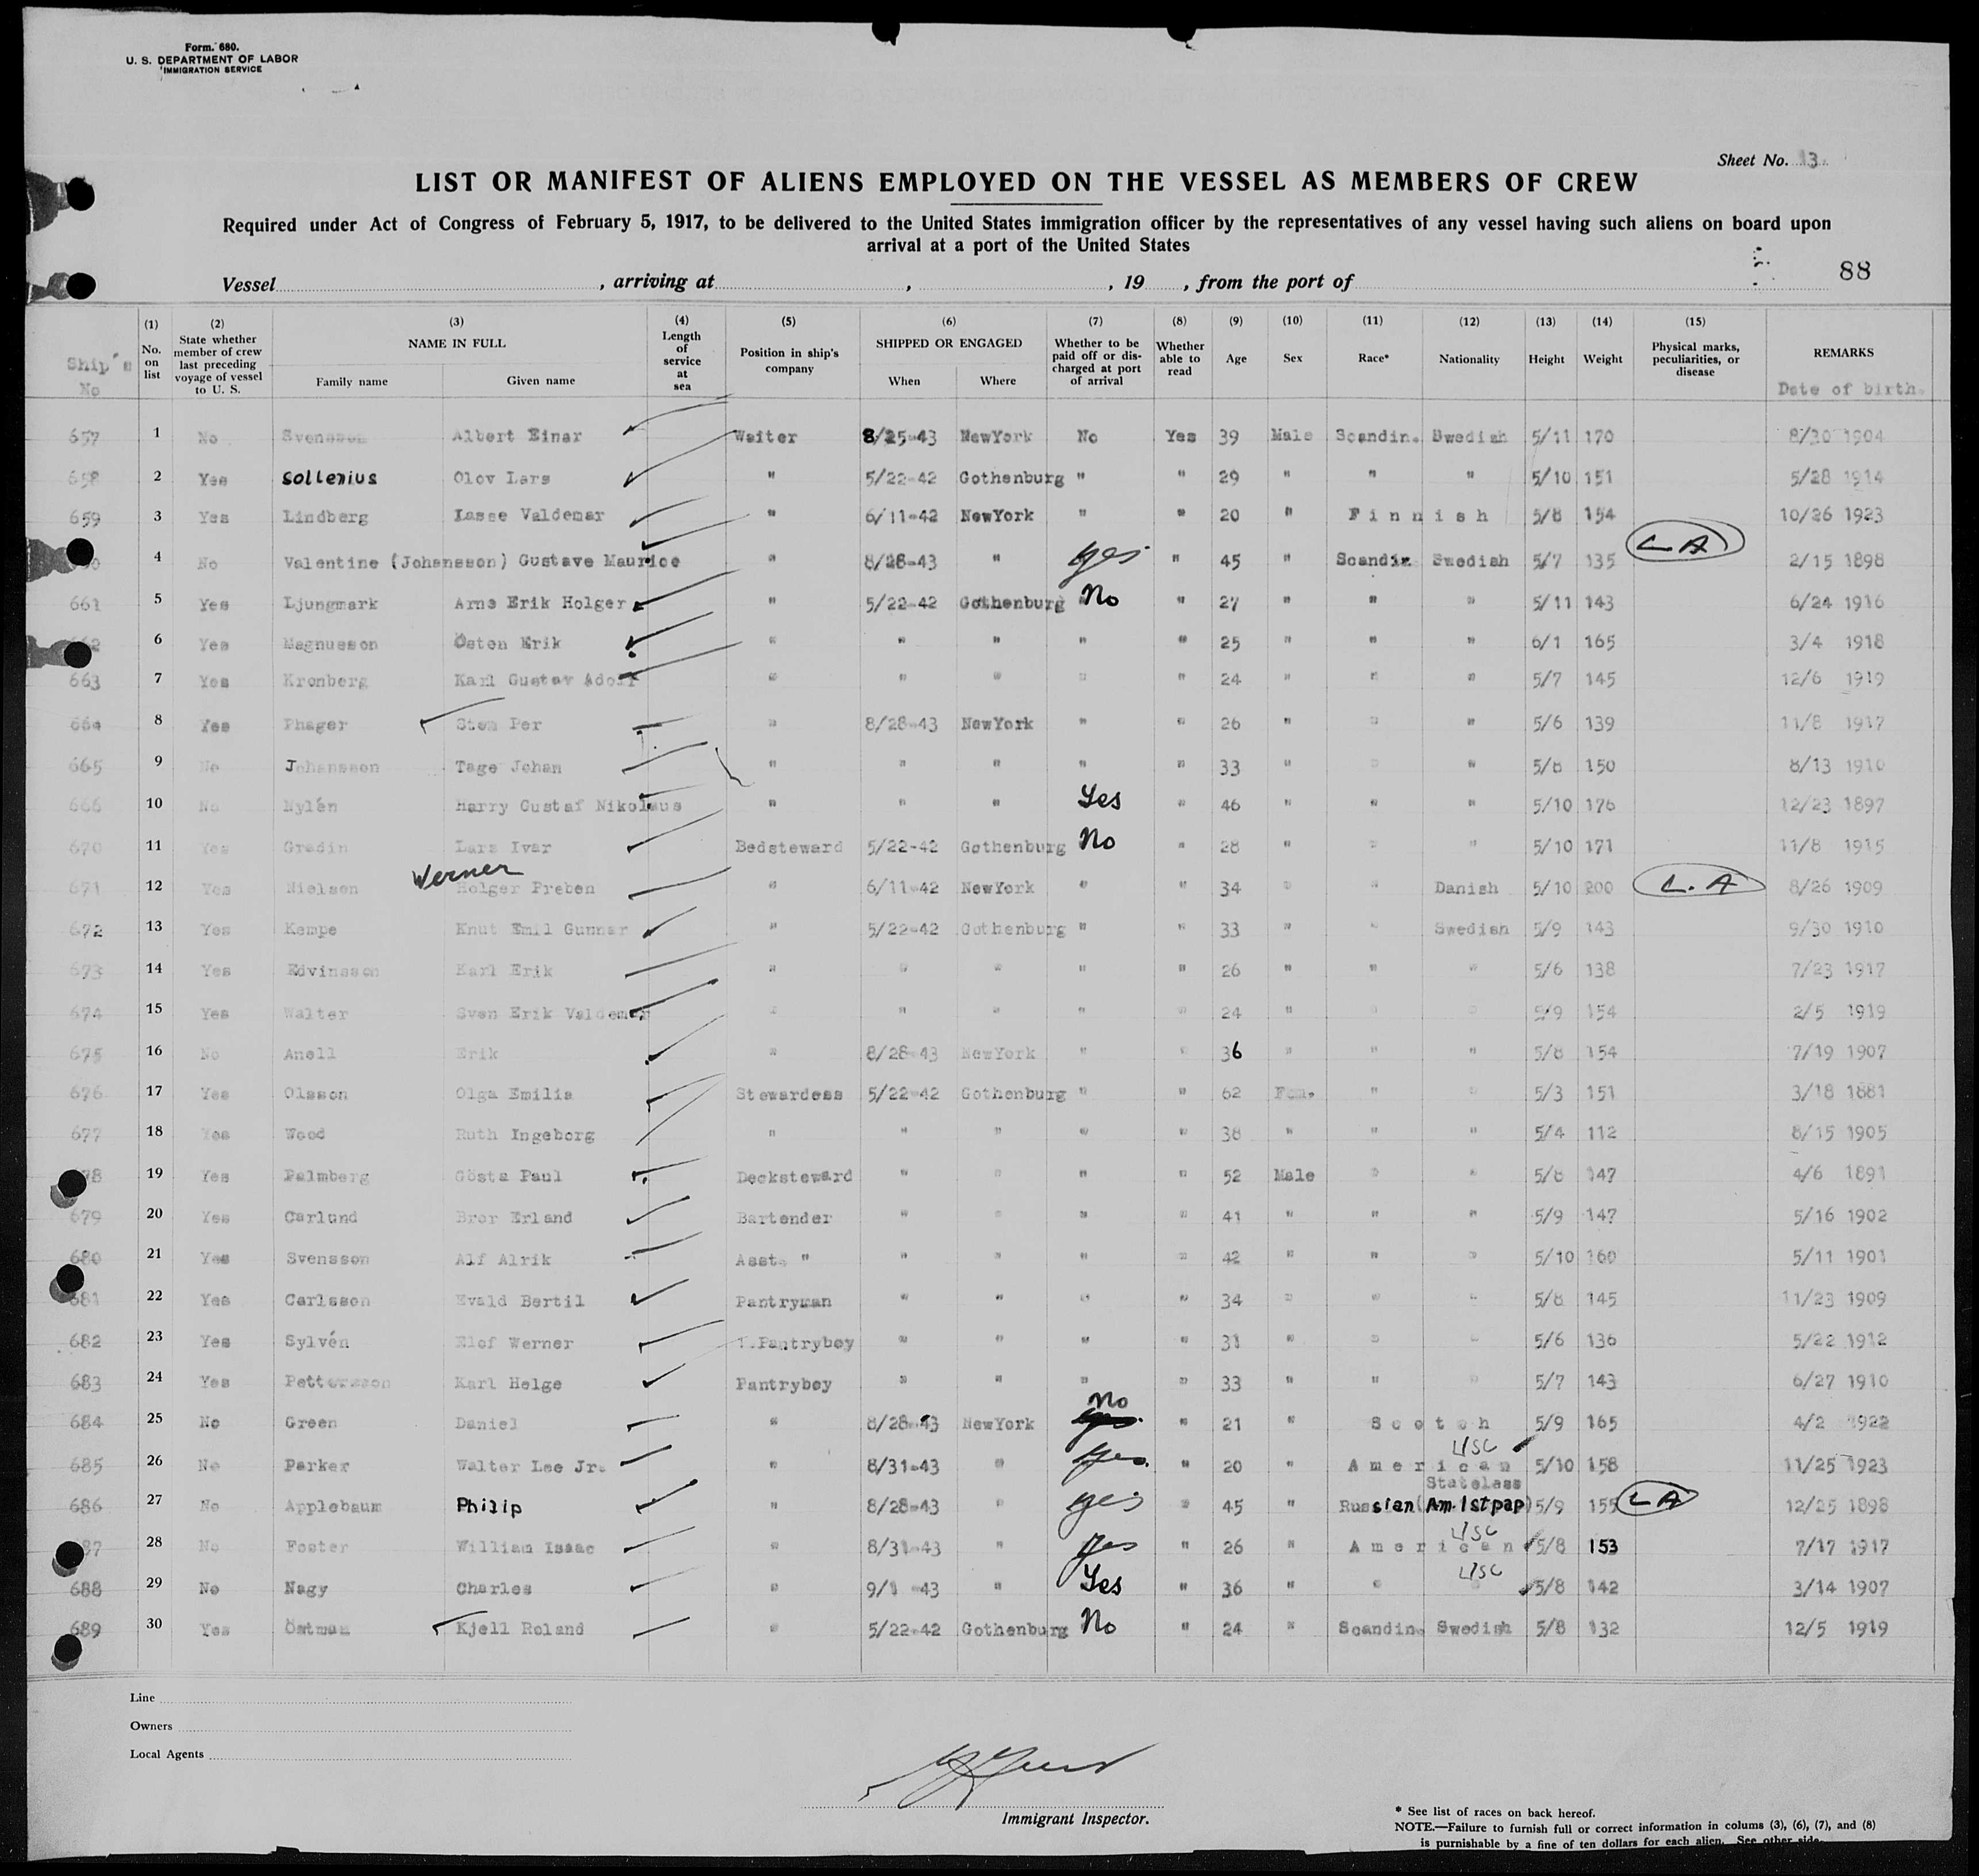 Form. 680.
U. S. DEPARTMENT OF LABOR
IMMIGRATION SERVICE
Sheet No. 3
LIST OR MANIFEST OF ALIENS EMPLOYED ON THE VESSEL AS MEMBERS OF CREW
Required under Act of Congress of February 5, 1917, to be delivered to the United States immigration officer by the representatives of any vessel having such aliens on board upon
arrival at a port of the United States
88
Vessel , arriving at , , 19 , from the port of
Ship's No (1) No. on list (2) State whether member of crew last preceding voyage of vessel to U. S. (3) NAME IN FULL Family name Given name (4) Length of service at sea (5) Position in ship's company (6) SHIPPED OR ENGAGED When Where (7) Whether to be paid off or discharged at port of arrival (8) Whether able to read (9) Age (10) Sex (11) Race* (12) Nationality (13) Height (14) Weight (15) Physical marks, peculiarities, or disease REMARKS Date of birth.
657 1 No Svensson Albert Einar Waiter 8/25-43 NewYork No Yes 39 Male Scandin. Swedish 5/11 170 8/30 1904
658 2 Yes Sollenius Olov Lars " 5/22-42 Gothenburg " " 29 " " " 5/10 151 5/28 1914
659 3 Yes Lindberg Lasse Valdemar " 6/11-42 NewYork " " 20 " Finnish 5/8 154 10/26 1923
4 No Valentine (Johansson) Gustave Maurice " 8/28-43 " yes " 45 " Scandin Swedish 5/7 135 L A 2/15 1898
661 5 Yes Ljungmark Arne Erik Holger " 5/22-42 Gothenburg No " 27 " " " 5/11 143 6/24 1916
662 6 Yes Magnusson Östen Erik " " " " " 25 " " " 6/1 165 3/4 1918
663 7 Yes Kronberg Karl Gustav Adolf " " " " " 24 " " " 5/7 145 12/6 1919
664 8 Yes Phager Sten Per " 8/28-43 NewYork " " 26 " " " 5/6 139 11/8 1917
665 9 No Johansson Tage Johan " " " " " 33 " " " 5/8 150 8/13 1910
666 10 No Nylén Harry Gustaf Nikolaus " " " Yes " 46 " " " 5/10 176 12/23 1897
670 11 Yes Gradin Lars Ivar Bedsteward 5/22-42 Gothenburg No " 28 " " " 5/10 171 11/8 1915
671 12 Yes Nielsen Werner Holger Preben " 6/11-42 NewYork " " 34 " " Danish 5/10 200 L. A 8/26 1909
672 13 Yes Kempe Knut Emil Gunnar " 5/22-42 Gothenburg " " 33 " " Swedish 5/9 143 9/30 1910
673 14 Yes Edvinsson Karl Erik " " " " " 26 " " " 5/6 138 7/23 1917
674 15 Yes Walter Sven Erik Valdemar " " " " " 24 " " " 5/9 154 2/5 1919
675 16 No Anell Erik " 8/28-43 NewYork " " 36 " " " 5/8 154 7/19 1907
676 17 Yes Olsson Olga Emilia Stewardess 5/22-42 Gothenburg " " 62 Fem. " " 5/3 151 3/18 1881
677 18 Yes Wood Ruth Ingeborg " " " " " 38 " " " 5/4 112 8/15 1905
78 19 Yes Palmberg Gösta Paul Decksteward " " " " 52 Male " " 5/8 147 4/6 1891
679 20 Yes Carlund Bror Erland Bartender " " " " 41 " " " 5/9 147 5/16 1902
680 21 Yes Svensson Alf Alrik Asst. " " " " " 42 " " " 5/10 160 5/11 1901
681 22 Yes Carlsson Evald Bertil Pantryman " " " " 34 " " " 5/8 145 11/23 1909
682 23 Yes Sylvén Elof Werner 1.Pantryboy " " " " 31 " " " 5/6 136 5/22 1912
683 24 Yes Pettersson Karl Helge Pantryboy " " " " 33 " " " 5/7 143 6/27 1910
684 25 No Green Daniel " 8/28-43 NewYork No " 21 " Scotch 5/9 165 4/2 1922
685 26 No Parker Walter Lee Jr. " 8/31-43 " Yes " 20 " American USC 5/10 158 11/25 1923
686 27 No Applebaum Philip " 8/28-43 " yes " 45 " Russian Stateless (Am. 1st pap) 5/9 155 L A 12/25 1898
87 28 No Foster William Isaac " 8/31-43 " yes " 26 " American USC 5/8 153 7/17 1917
688 29 No Nagy Charles " 9/1 -43 " Yes " 36 " " USC 5/8 142 3/14 1907
689 30 Yes Östman Kjell Roland " 5/22-42 Gothenburg No " 24 " Scandin. Swedish 5/8 132 12/5 1919
Line
Owners
Local Agents
Immigrant Inspector.
* See list of races on back hereof.
NOTE.—Failure to furnish full or correct information in colums (3), (6), (7), and (8)
is punishable by a fine of ten dollars for each alien. See other side.